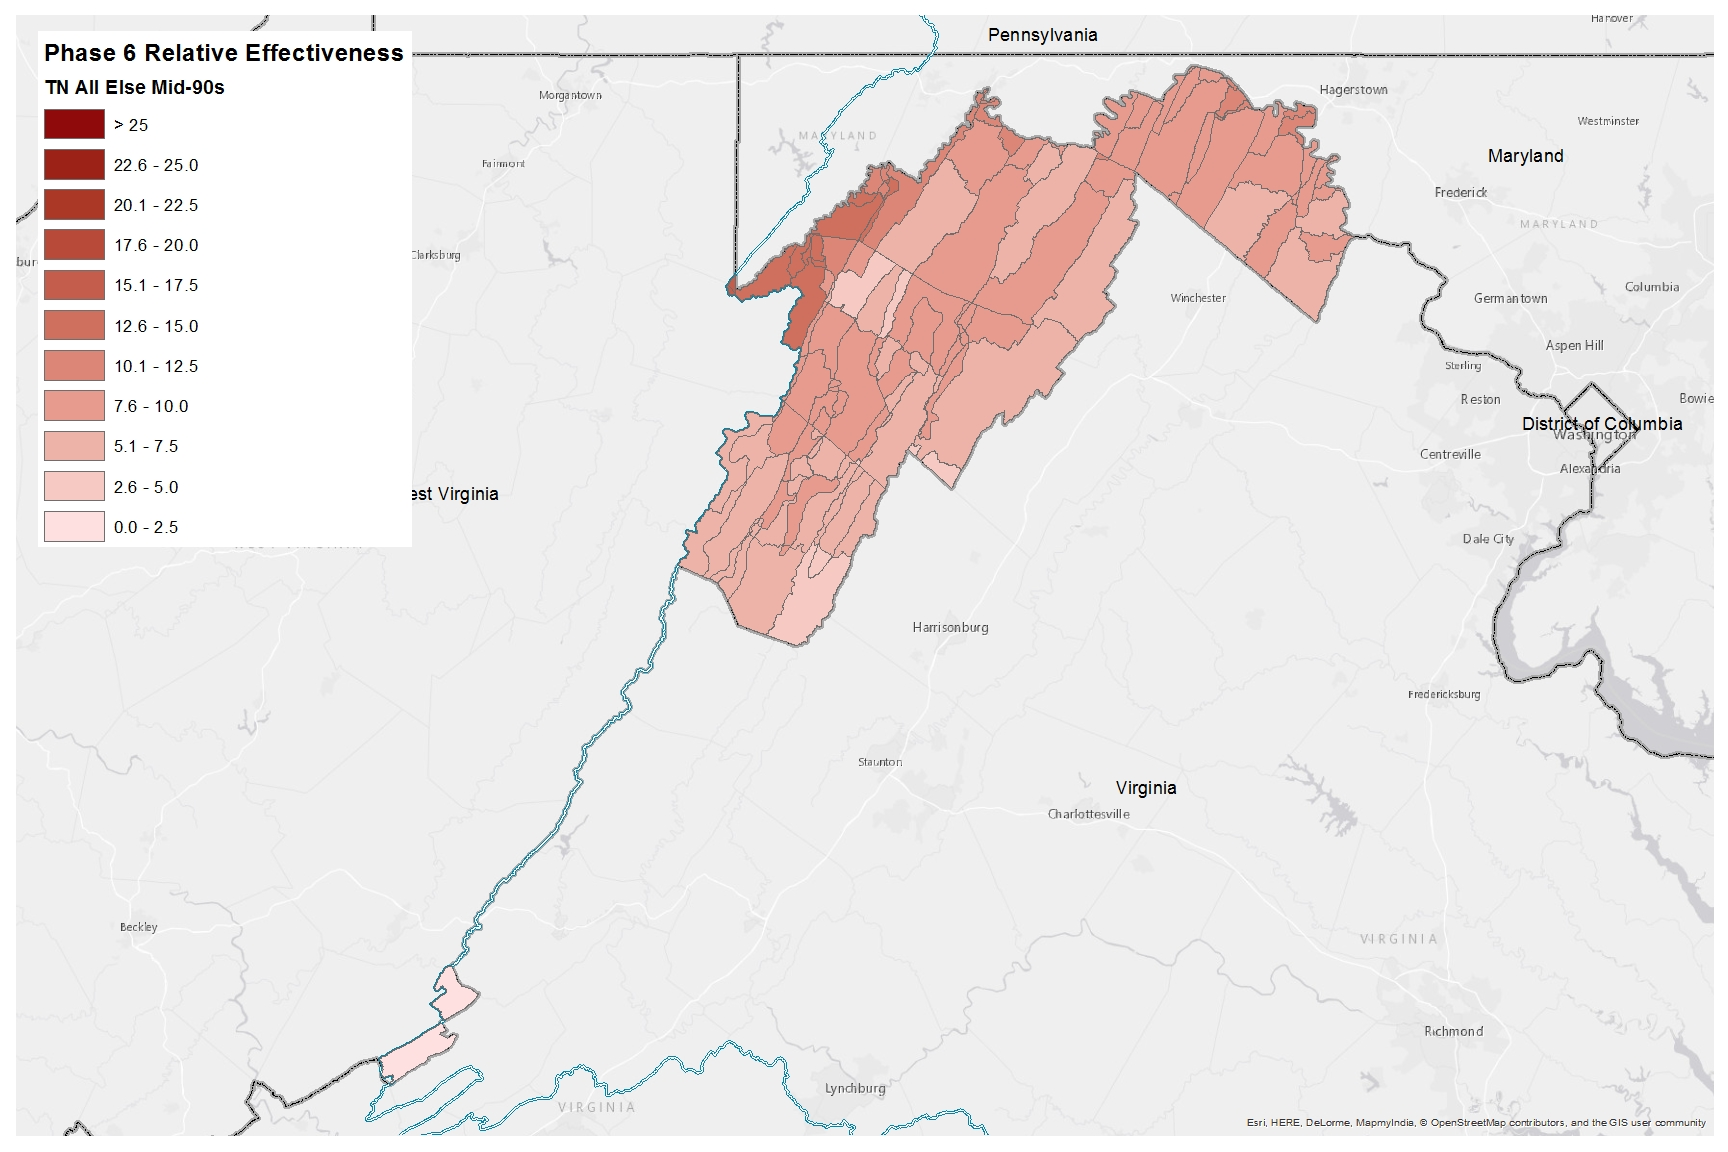 Hanover
Pennsylvania
Phase 6 Relative Effectiveness
TN All Else Mid-90s
> 25
22.6 - 25.0
20.1 - 22.5
17.6 - 20.0
15.1 - 17.5
12.6 - 15.0
10.1 - 12.5
7.6 - 10.0
5.1 - 7.5
2.6 - 5.0
0.0 - 2.5
Morgantown
Hagerstown
Westminster
MARYLAND
Fairmont
Maryland
Frederick
MARYLAND
Clarksburg
Winchester
Germantown
Columbia
Aspen Hill
Sterling
Reston
Bowie
District of Columbia
Washington
Centreville
Alexandria
est Virginia
Dale City
Harrisonburg
Fredericksburg
Staunton
Virginia
Charlottesville
Beckley
VIRGINIA
Richmond
Lynchburg
VIRGINIA
Esri, HERE, DeLorme, MapmyIndia, © OpenStreetMap contributors, and the GIS user community